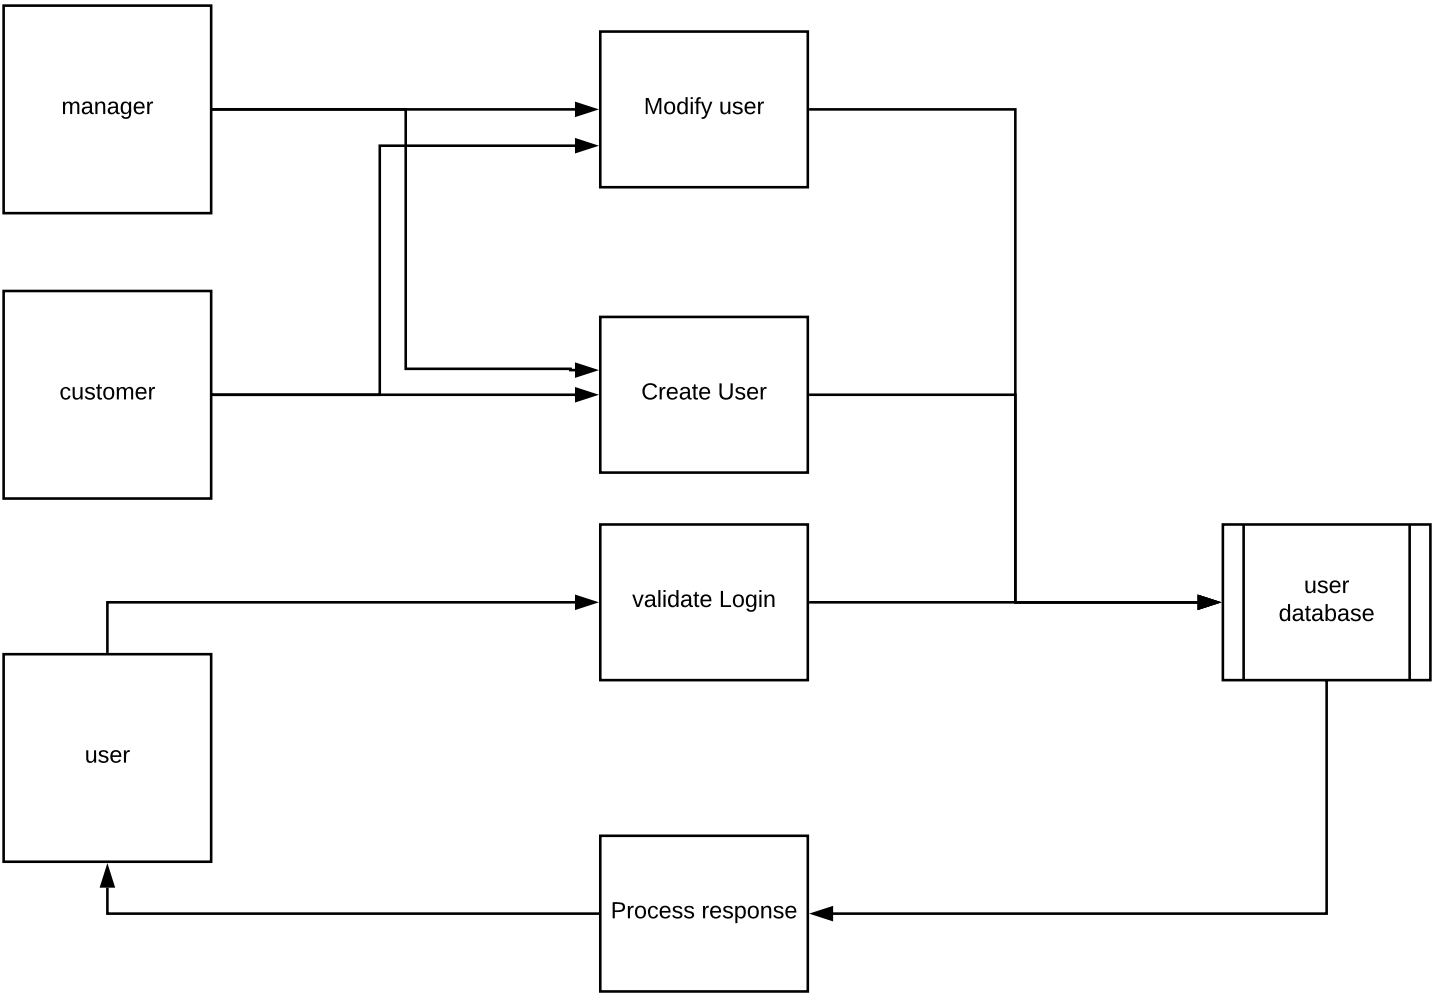 manager
Modify user
customer
Create User
validate Login
user
database
user
Process response